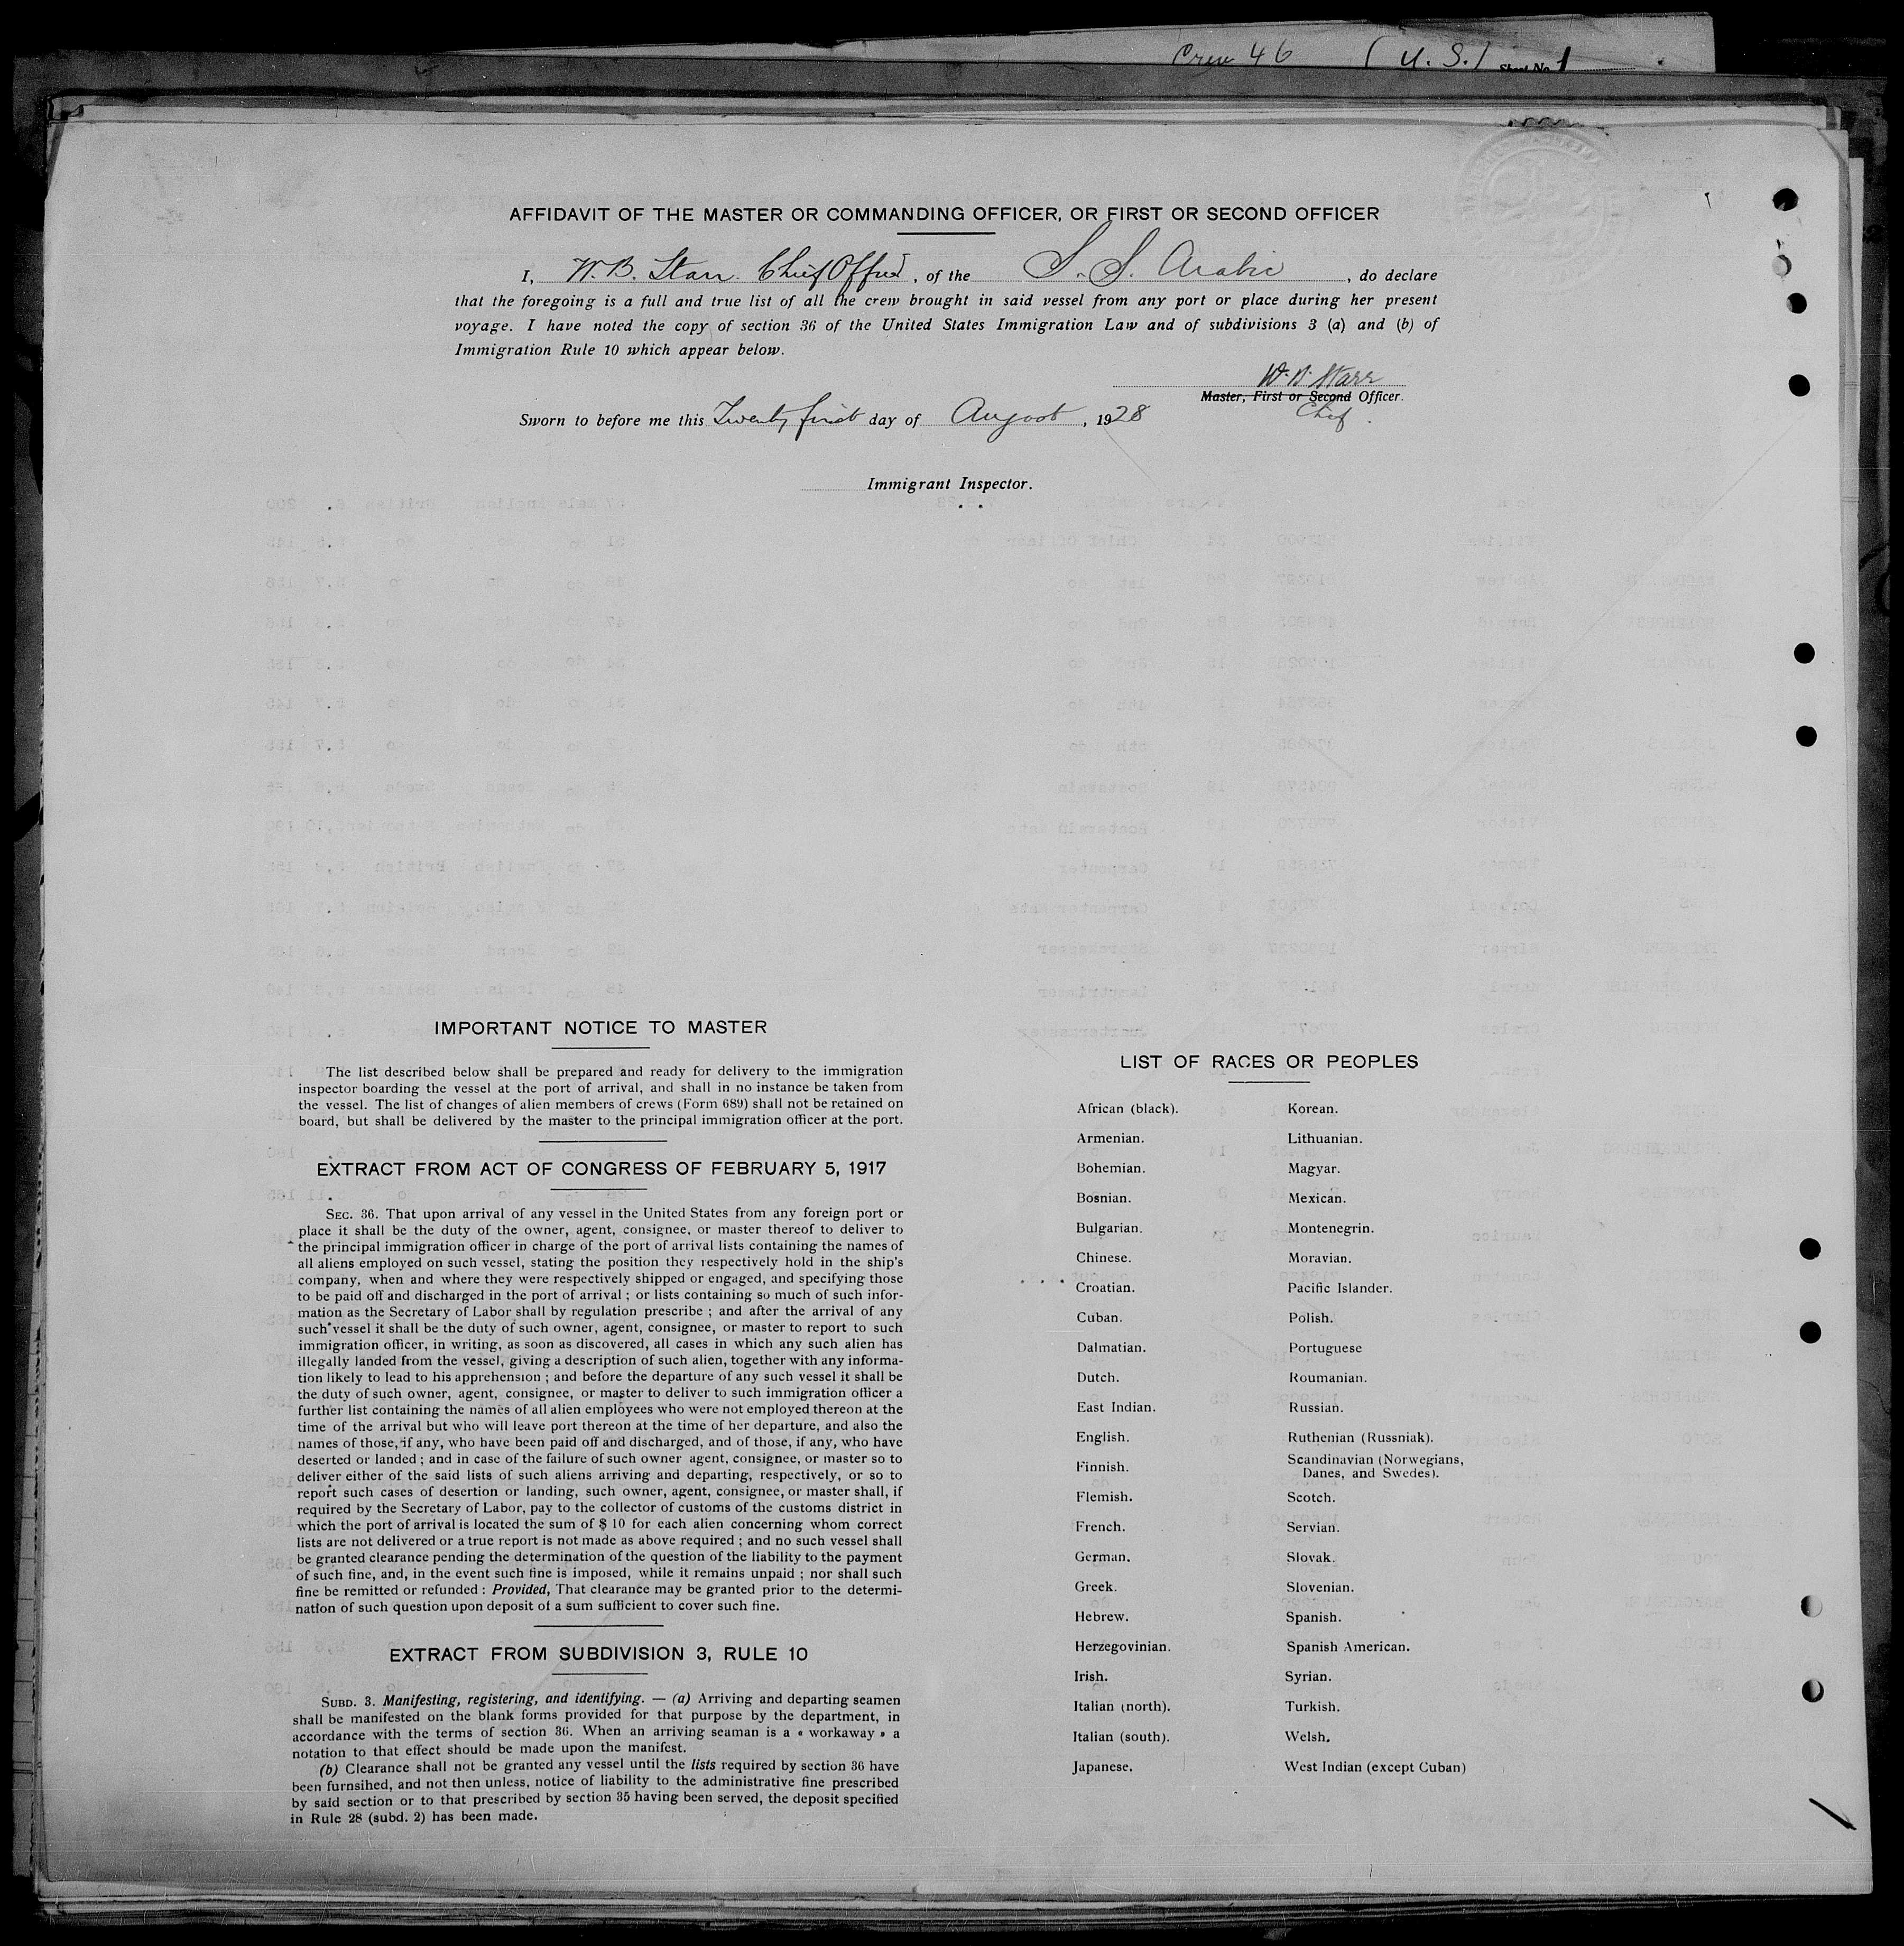 Crew 46 (U.S.) Sheet No. 1
AFFIDAVIT OF THE MASTER OR COMMANDING OFFICER, OR FIRST OR SECOND OFFICER
I, W. B. Starr Chief Officer, of the S. S. Arabic, do declare
that the foregoing is a full and true list of all the crew brought in said vessel from any port or place during her present
voyage. I have noted the copy of section 36 of the United States Immigration Law and of subdivisions 3 (a) and (b) of
Immigration Rule 10 which appear below.
W. B. Starr
Master, First or Second Officer.
Chief
Sworn to before me this Twenty first day of August, 1928
Immigrant Inspector.
IMPORTANT NOTICE TO MASTER
The list described below shall be prepared and ready for delivery to the immigration
inspector boarding the vessel at the port of arrival, and shall in no instance be taken from
the vessel. The list of changes of alien members of crews (Form 689) shall not be retained on
board, but shall be delivered by the master to the principal immigration officer at the port.
EXTRACT FROM ACT OF CONGRESS OF FEBRUARY 5, 1917
SEC. 36. That upon arrival of any vessel in the United States from any foreign port or
place it shall be the duty of the owner, agent, consignee, or master thereof to deliver to
the principal immigration officer in charge of the port of arrival lists containing the names of
all aliens employed on such vessel, stating the position they respectively hold in the ship's
company, when and where they were respectively shipped or engaged, and specifying those
to be paid off and discharged in the port of arrival ; or lists containing so much of such infor-
mation as the Secretary of Labor shall by regulation prescribe ; and after the arrival of any
such vessel it shall be the duty of such owner, agent, consignee, or master to report to such
immigration officer, in writing, as soon as discovered, all cases in which any such alien has
illegally landed from the vessel, giving a description of such alien, together with any informa-
tion likely to lead to his apprehension ; and before the departure of any such vessel it shall be
the duty of such owner, agent, consignee, or master to deliver to such immigration officer a
further list containing the names of all alien employees who were not employed thereon at the
time of the arrival but who will leave port thereon at the time of her departure, and also the
names of those, if any, who have been paid off and discharged, and of those, if any, who have
deserted or landed ; and in case of the failure of such owner agent, consignee, or master so to
deliver either of the said lists of such aliens arriving and departing, respectively, or so to
report such cases of desertion or landing, such owner, agent, consignee, or master shall, if
required by the Secretary of Labor, pay to the collector of customs of the customs district in
which the port of arrival is located the sum of $ 10 for each alien concerning whom correct
lists are not delivered or a true report is not made as above required ; and no such vessel shall
be granted clearance pending the determination of the question of the liability to the payment
of such fine, and, in the event such fine is imposed, while it remains unpaid ; nor shall such
fine be remitted or refunded : Provided, That clearance may be granted prior to the determi-
nation of such question upon deposit of a sum sufficient to cover such fine.
EXTRACT FROM SUBDIVISION 3, RULE 10
SUBD. 3. Manifesting, registering, and identifying. — (a) Arriving and departing seamen
shall be manifested on the blank forms provided for that purpose by the department, in
accordance with the terms of section 36. When an arriving seaman is a « workaway » a
notation to that effect should be made upon the manifest.
(b) Clearance shall not be granted any vessel until the lists required by section 36 have
been furnsihed, and not then unless, notice of liability to the administrative fine prescribed
by said section or to that prescribed by section 35 having been served, the deposit specified
in Rule 28 (subd. 2) has been made.
LIST OF RACES OR PEOPLES
African (black). Korean.
Armenian. Lithuanian.
Bohemian. Magyar.
Bosnian. Mexican.
Bulgarian. Montenegrin.
Chinese. Moravian.
Croatian. Pacific Islander.
Cuban. Polish.
Dalmatian. Portuguese
Dutch. Roumanian.
East Indian. Russian.
English. Ruthenian (Russniak).
Finnish. Scandinavian (Norwegians,
Danes, and Swedes).
Flemish. Scotch.
French. Servian.
German. Slovak.
Greek. Slovenian.
Hebrew. Spanish.
Herzegovinian. Spanish American.
Irish. Syrian.
Italian (north). Turkish.
Italian (south). Welsh.
Japanese. West Indian (except Cuban)